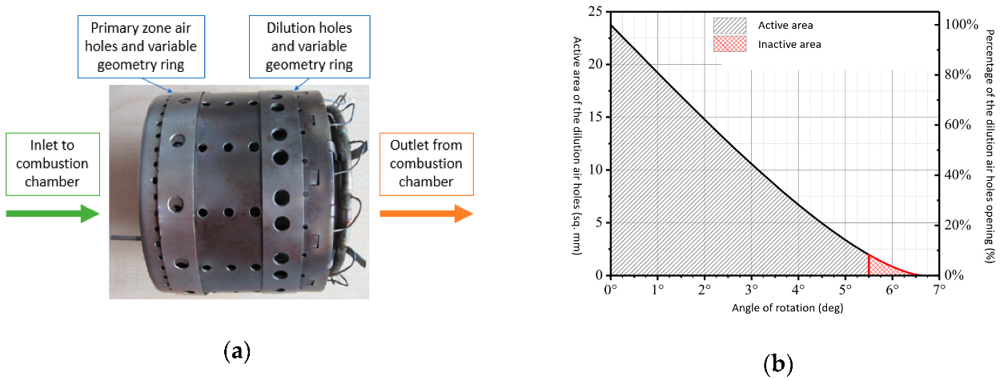 Primary zone air
holes and variable
geometry ring
Dilution holes
and variable
geometry ring
Inlet to
combustion
chamber
Outlet from
combustion
chamber
(a)
Active area of the dilution air holes (sq. mm)
25
20
15
10
5
0
Active area
Inactive area
100%
80%
60%
40%
20%
0%
Percentage of the dilution air holes opening (%)
0° 1° 2° 3° 4° 5° 6° 7°
Angle of rotation (deg)
(b)